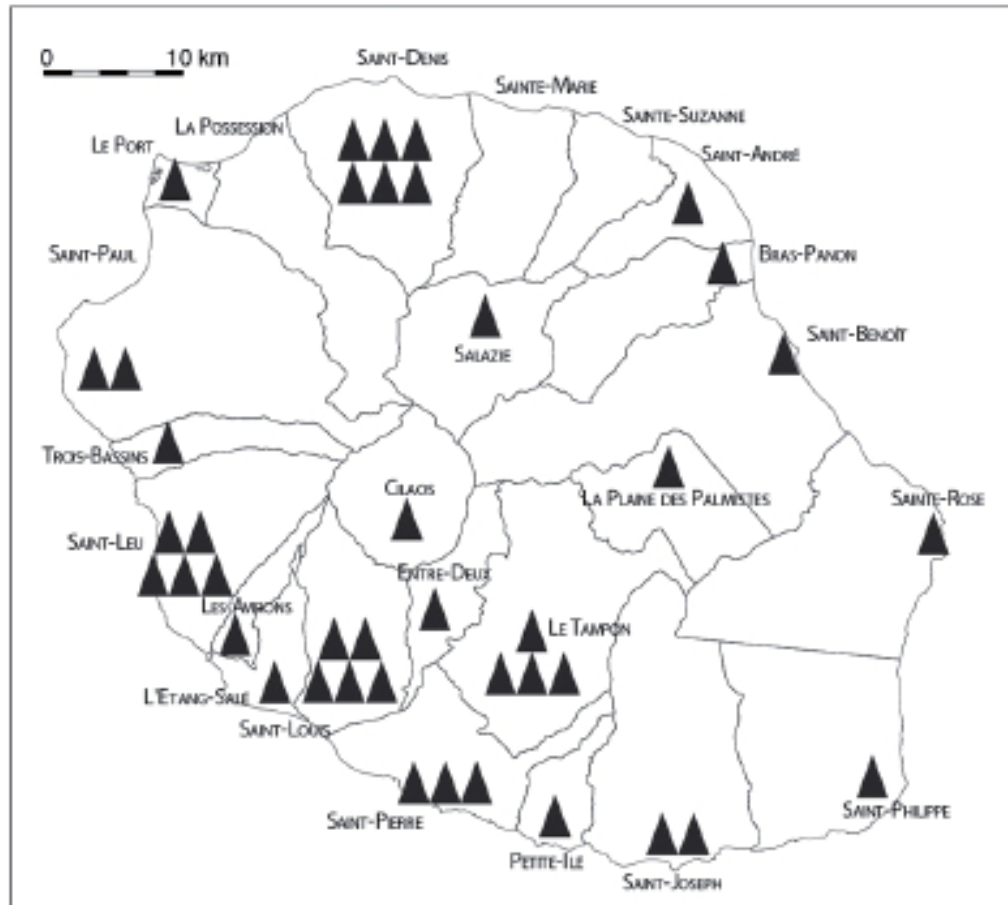 0 10 km
Saint-Denis
Sainte-Marie
Sainte-Suzanne
La Possession
Le Port
Saint-André
Saint-Paul
Bras-Panon
Saint-Benoît
Salazie
Trois-Bassins
Cilaos
La Plaine des Palmistes
Sainte-Rose
Saint-Leu
Entre-Deux
Les Avirons
Le Tampon
L'Etang-Salé
Saint-Louis
Saint-Pierre
Saint-Philippe
Petite-Ile
Saint-Joseph